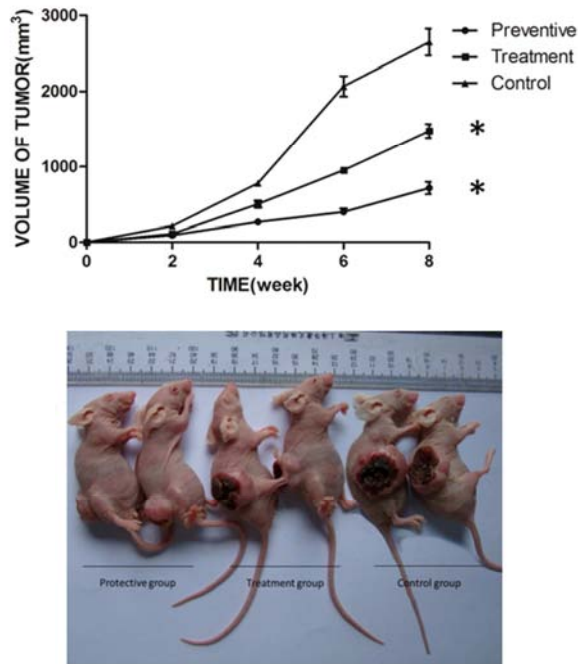 VOLUME OF TUMOR(mm³)
3000
2000
1000
0
0 2 4 6 8
TIME(week)
Preventive
Treatment
Control
*
*
Protective group Treatment group Control group